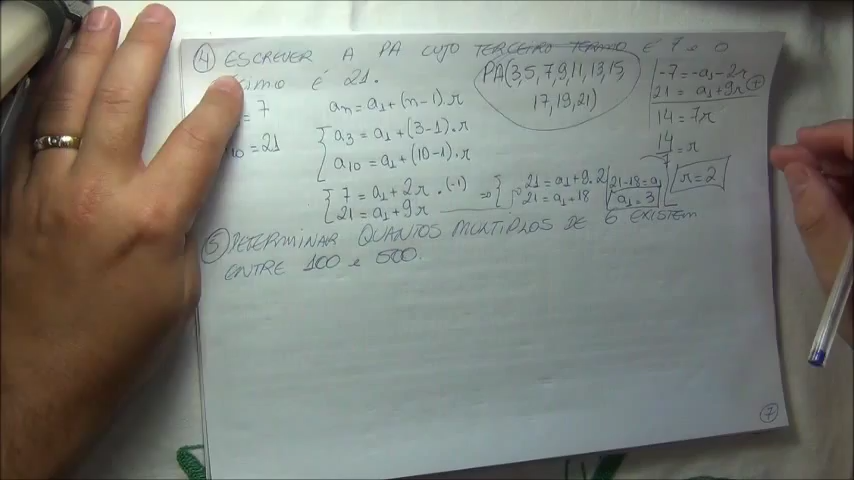 ④ ESCREVER A PA CUJO TERCEIRO TERMO É 7 e O
É 21.
= 7
10 = 21
an = a1 + (n-1).r
a3 = a1 + (3-1).r
a10 = a1 + (10-1).r
7 = a1 + 2r .(-1)
21 = a1 + 9r
21 = a1 + 9.2
21 = a1 + 18
21-18 = a1
a1 = 3
PA(3,5,7,9,11,13,15,
17,19,21)
-7 = -a1 - 2r
21 = a1 + 9r +
14 = 7r
14/7 = r
r = 2
⑤ DETERMINAR QUANTOS MULTIPLOS DE 6 EXISTEM
ENTRE 100 e 500.
⑦